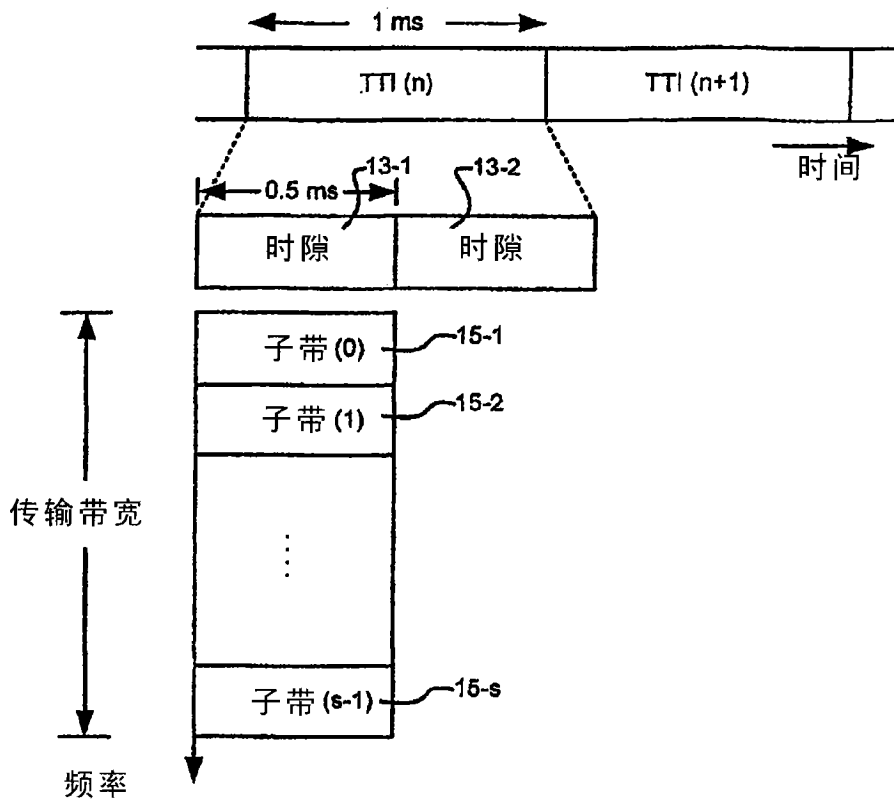 1 ms
TTI (n)
TTI (n+1)
时间
13-1
13-2
0.5 ms
时隙
时隙
子带(0)
15-1
子带(1)
15-2
传输带宽
子带(s-1)
15-s
频率